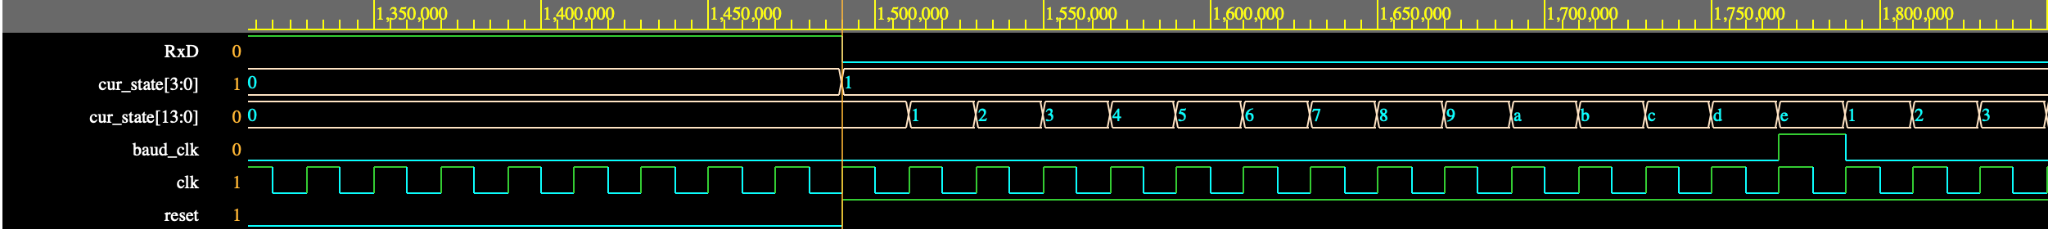 1,350,000 1,400,000 1,450,000 1,500,000 1,550,000 1,600,000 1,650,000 1,700,000 1,750,000 1,800,000
RxD 0
cur_state[3:0] 1 0 1
cur_state[13:0] 0 0 1 2 3 4 5 6 7 8 9 a b c d e 1 2 3
baud_clk 0
clk 1
reset 1